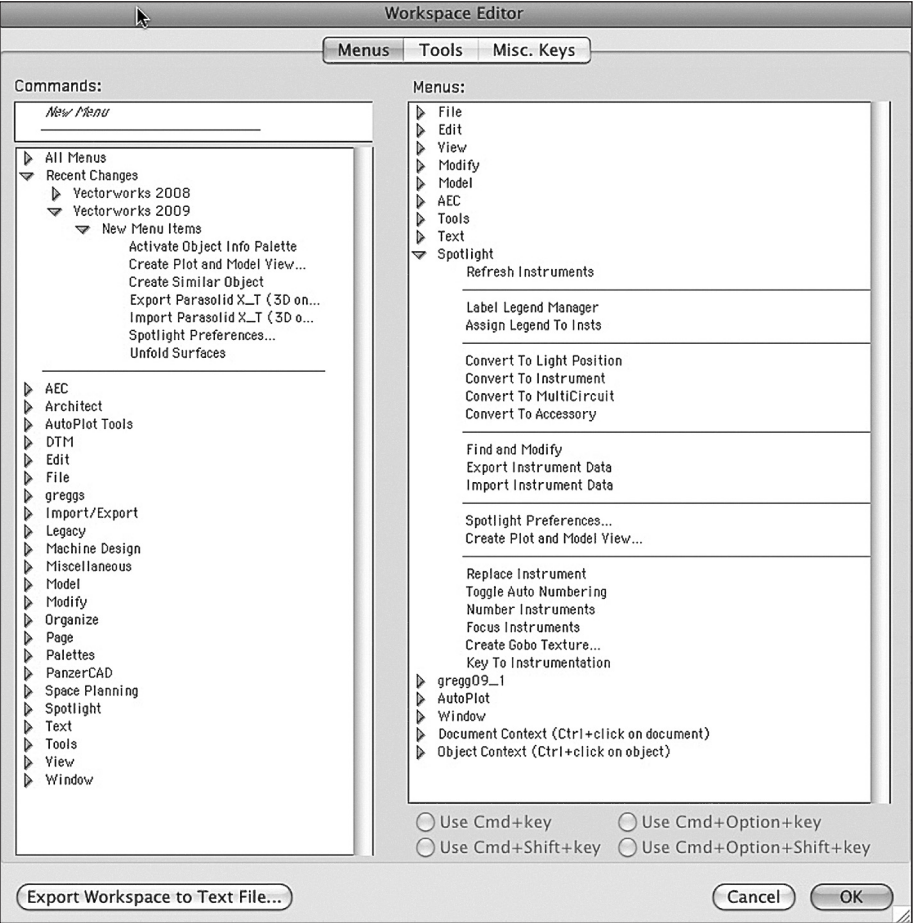 Workspace Editor
Menus Tools Misc. Keys
Commands:
New Menu
All Menus
Recent Changes
Vectorworks 2008
Vectorworks 2009
New Menu Items
Activate Object Info Palette
Create Plot and Model View...
Create Similar Object
Export Parasolid X_T (3D on...
Import Parasolid X_T (3D o...
Spotlight Preferences...
Unfold Surfaces
AEC
Architect
AutoPlot Tools
DTM
Edit
File
greggs
Import/Export
Legacy
Machine Design
Miscellaneous
Model
Modify
Organize
Page
Palettes
PanzerCAD
Space Planning
Spotlight
Text
Tools
View
Window
Menus:
File
Edit
View
Modify
Model
AEC
Tools
Text
Spotlight
Refresh Instruments
Label Legend Manager
Assign Legend To Insts
Convert To Light Position
Convert To Instrument
Convert To MultiCircuit
Convert To Accessory
Find and Modify
Export Instrument Data
Import Instrument Data
Spotlight Preferences...
Create Plot and Model View...
Replace Instrument
Toggle Auto Numbering
Number Instruments
Focus Instruments
Create Gobo Texture...
Key To Instrumentation
gregg09_1
AutoPlot
Window
Document Context (Ctrl+click on document)
Object Context (Ctrl+click on object)
Use Cmd+key Use Cmd+Option+key
Use Cmd+Shift+key Use Cmd+Option+Shift+key
Export Workspace to Text File... Cancel OK